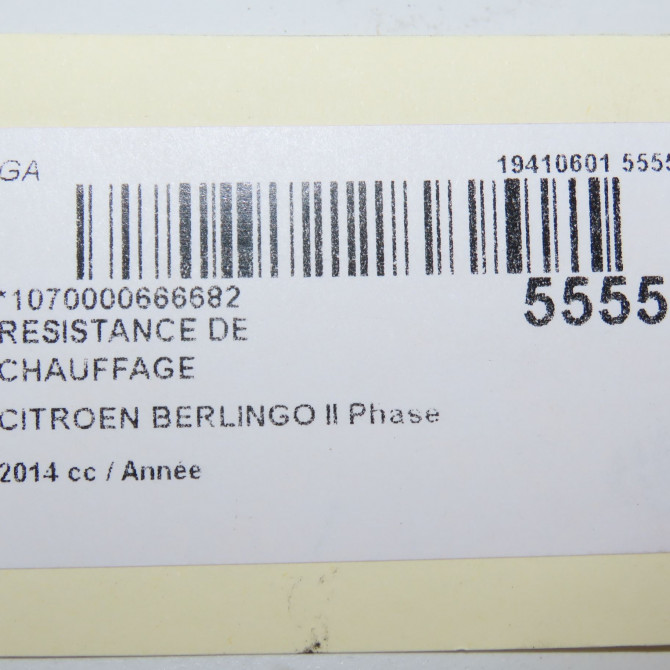 GA
19410601 5555
*1070000666682
5555
RESISTANCE DE
CHAUFFAGE
CITROEN BERLINGO II Phase
2014 cc / Année